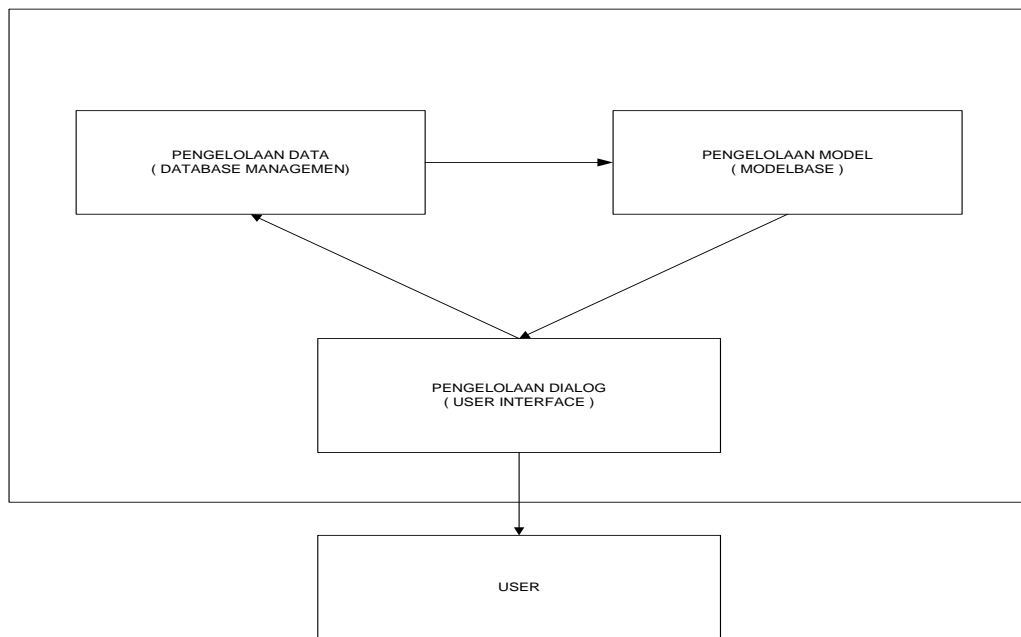 PENGELOLAAN DATA
( DATABASE MANAGEMEN)
PENGELOLAAN MODEL
( MODELBASE )
PENGELOLAAN DIALOG
( USER INTERFACE )
USER